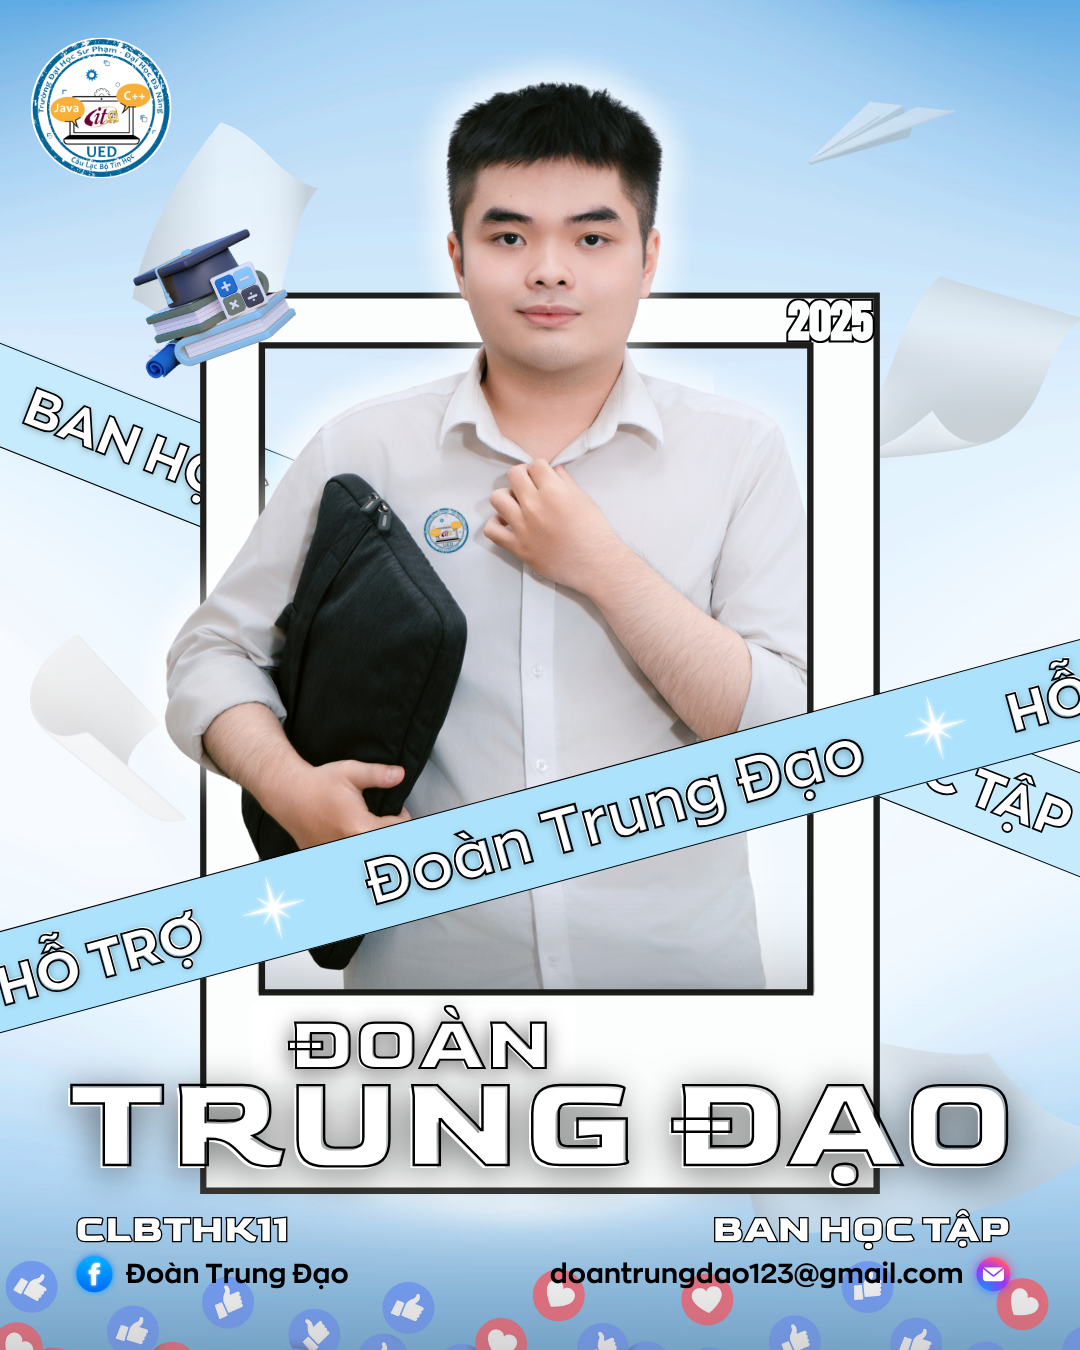 Trường Đại Học Sư Phạm - Đại Học Đà Nẵng
Java
C++
cit
UED
Câu Lạc Bộ Tin Học
2025
BAN HỌC
HỖ
Đoàn Trung Đạo
C TẬP
HỖ TRỢ
UED
ĐOÀN
TRUNG ĐẠO
CLBTHK11
BAN HỌC TẬP
Đoàn Trung Đạo
doantrungdao123@gmail.com